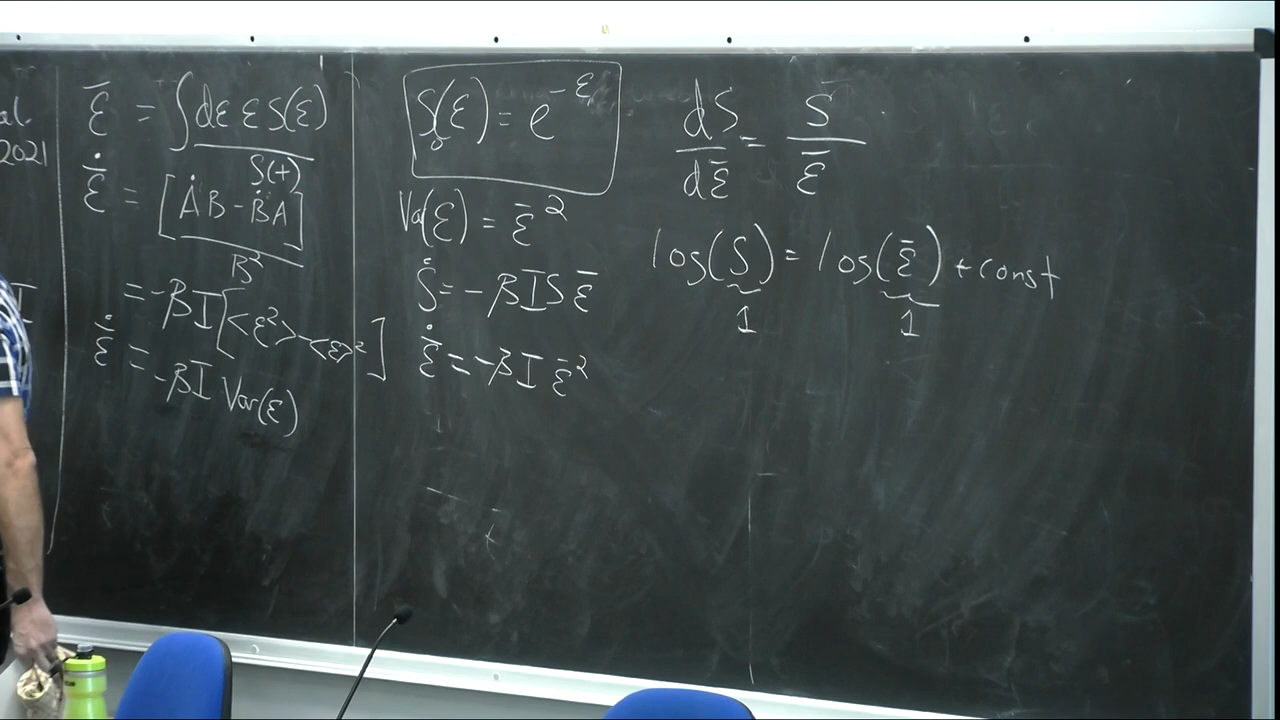 al.
2021
I
ε̄ = ∫dε ε S(ε) / S(t)
ε̄̇ = [ȦB - ḂA] / B²
= -βI[<ε²> - <ε>²]
ε̄̇ = -βI Var(ε)
S₀(ε) = e^{-ε}
Var(ε) = ε̄²
Ṡ = -βIS ε̄
ε̄̇ = -βI ε̄²
dS/dε̄ = S/ε̄
log(S) = log(ε̄) + const
1 1